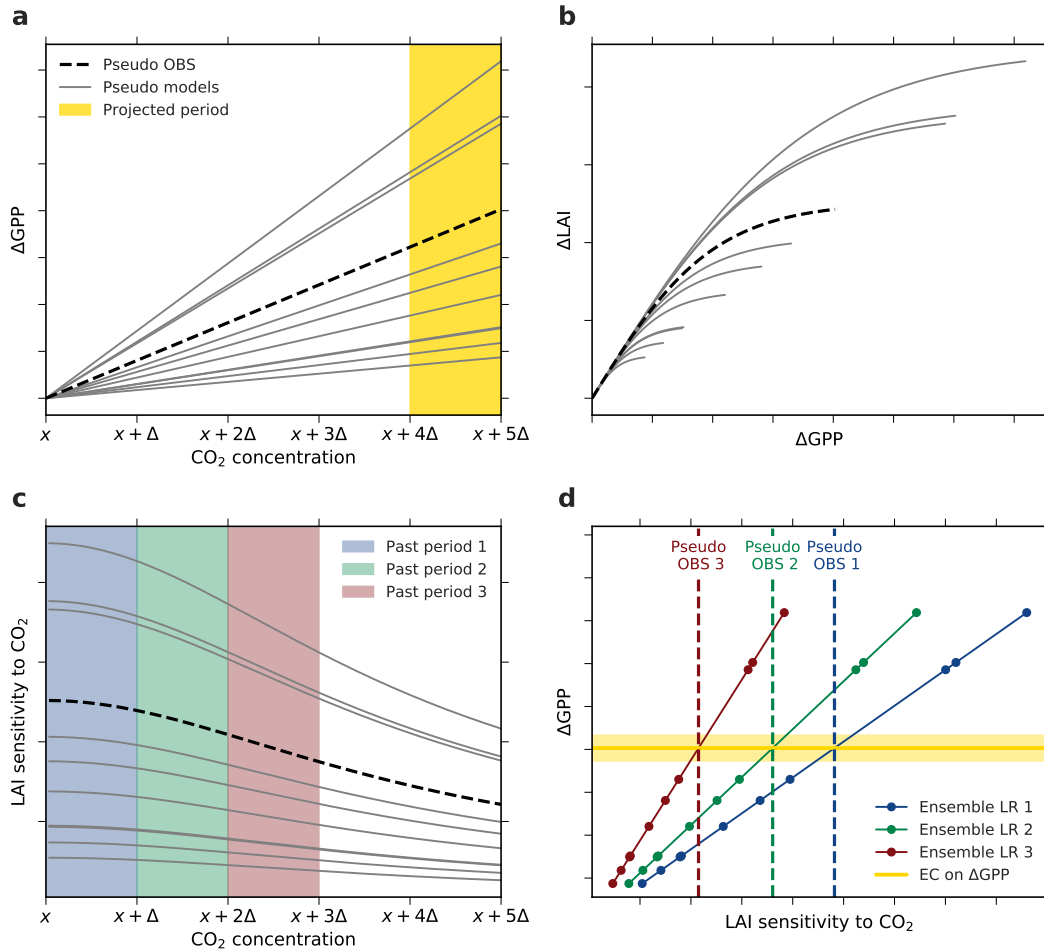 a
Pseudo OBS
Pseudo models
Projected period
ΔGPP
x x + Δ x + 2Δ x + 3Δ x + 4Δ x + 5Δ
CO₂ concentration
b
ΔLAI
ΔGPP
c
Past period 1
Past period 2
Past period 3
LAI sensitivity to CO₂
x x + Δ x + 2Δ x + 3Δ x + 4Δ x + 5Δ
CO₂ concentration
d
Pseudo OBS 3
Pseudo OBS 2
Pseudo OBS 1
ΔGPP
Ensemble LR 1
Ensemble LR 2
Ensemble LR 3
EC on ΔGPP
LAI sensitivity to CO₂